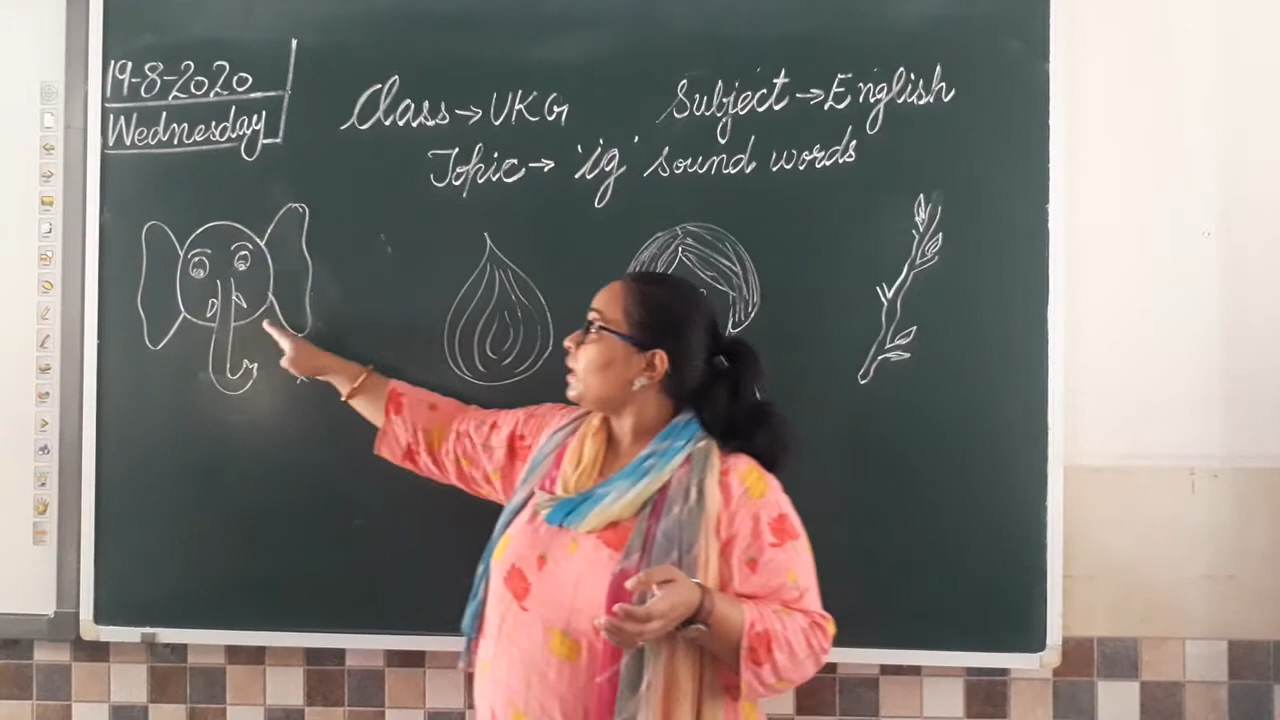 19-8-2020
Wednesday
Class→UKG
Subject→English
Topic→'ig' sound words